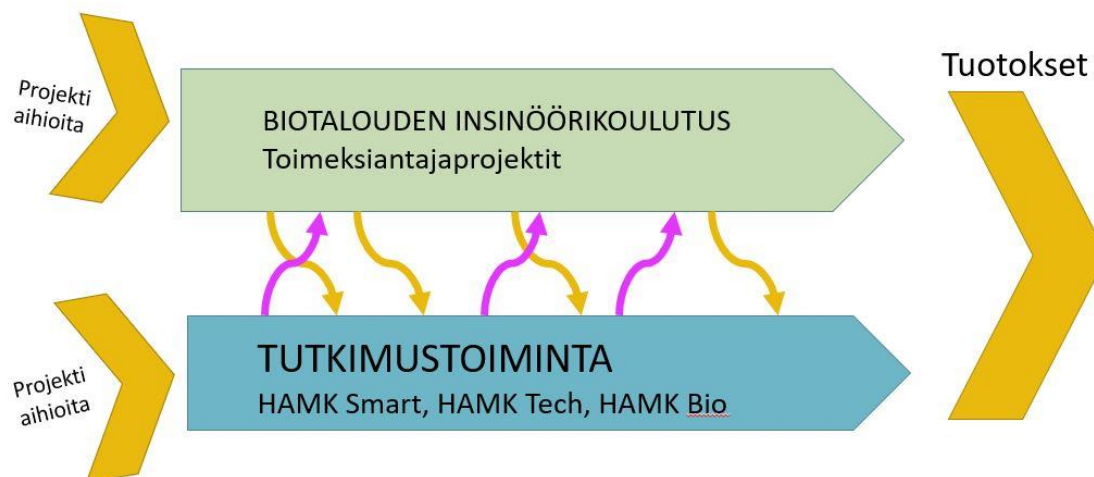 Projekti
aihioita
BIOTALOUDEN INSINÖÖRIKOULUTUS
Toimeksiantajaprojektit
Tuotokset
Projekti
aihioita
TUTKIMUSTOIMINTA
HAMK Smart, HAMK Tech, HAMK Bio